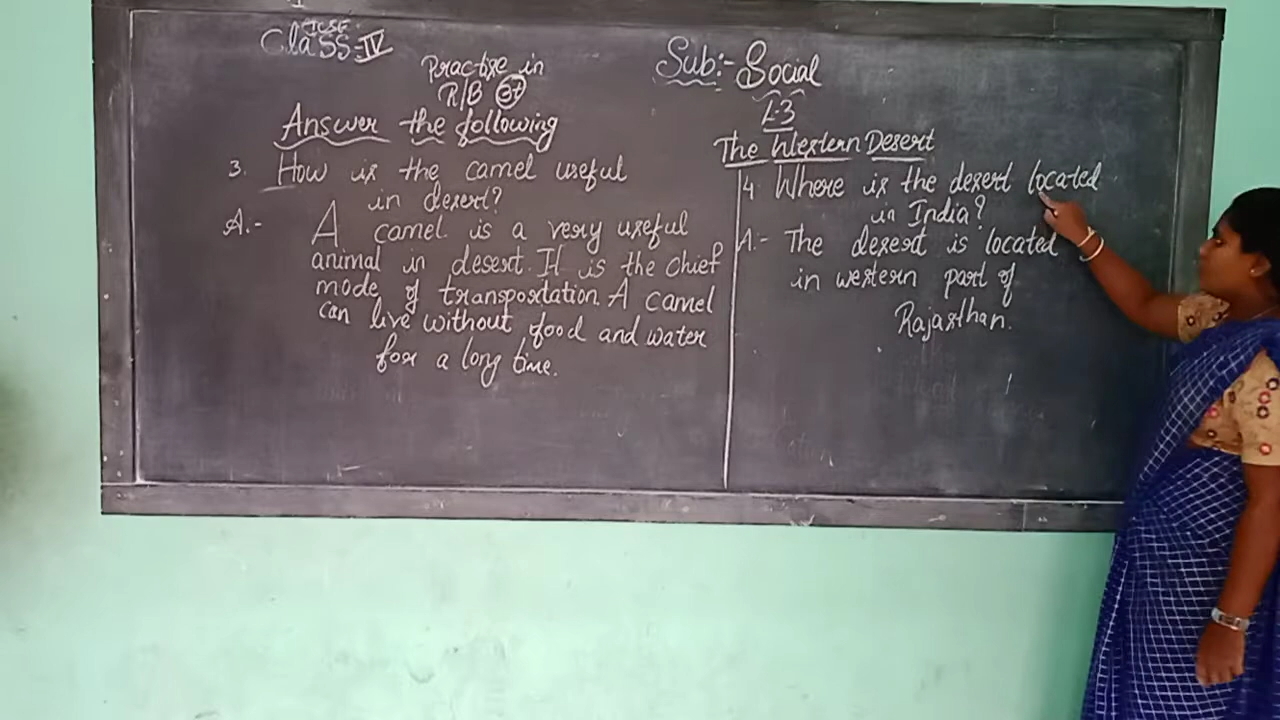 ICSE
Class-IV
Sub:- Social
Practise in
R/B 37
L-3
Answer the following
The Western Desert
3. How is the camel useful
in desert?
A.- A camel is a very useful
animal in desert. It is the chief
mode of transportation. A camel
can live without food and water
for a long time.
4. Where is the desert located
in India?
A.- The desert is located
in western part of
Rajasthan.